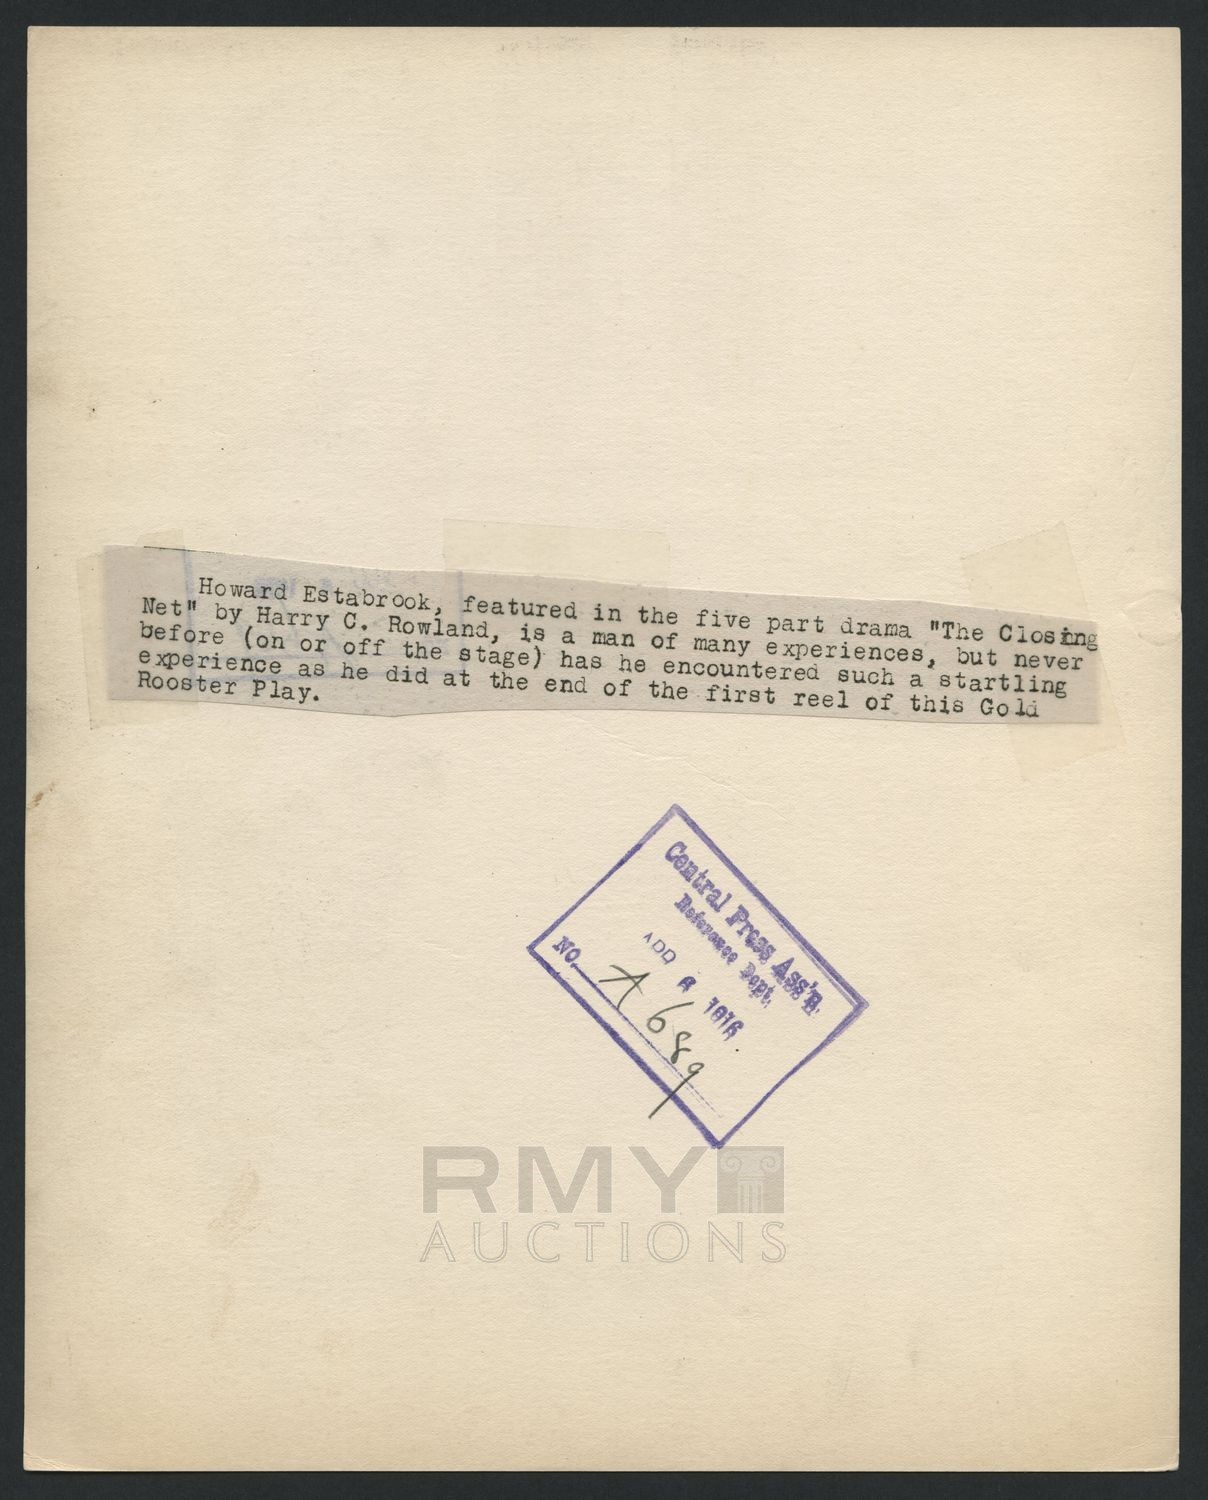 Howard Estabrook, featured in the five part drama "The Closing
Net" by Harry C. Rowland, is a man of many experiences, but never
before (on or off the stage) has he encountered such a startling
experience as he did at the end of the first reel of this Gold
Rooster Play.
Central Press Ass'n.
Reference Dept.
6 1916
NO. A 689
RMY
AUCTIONS